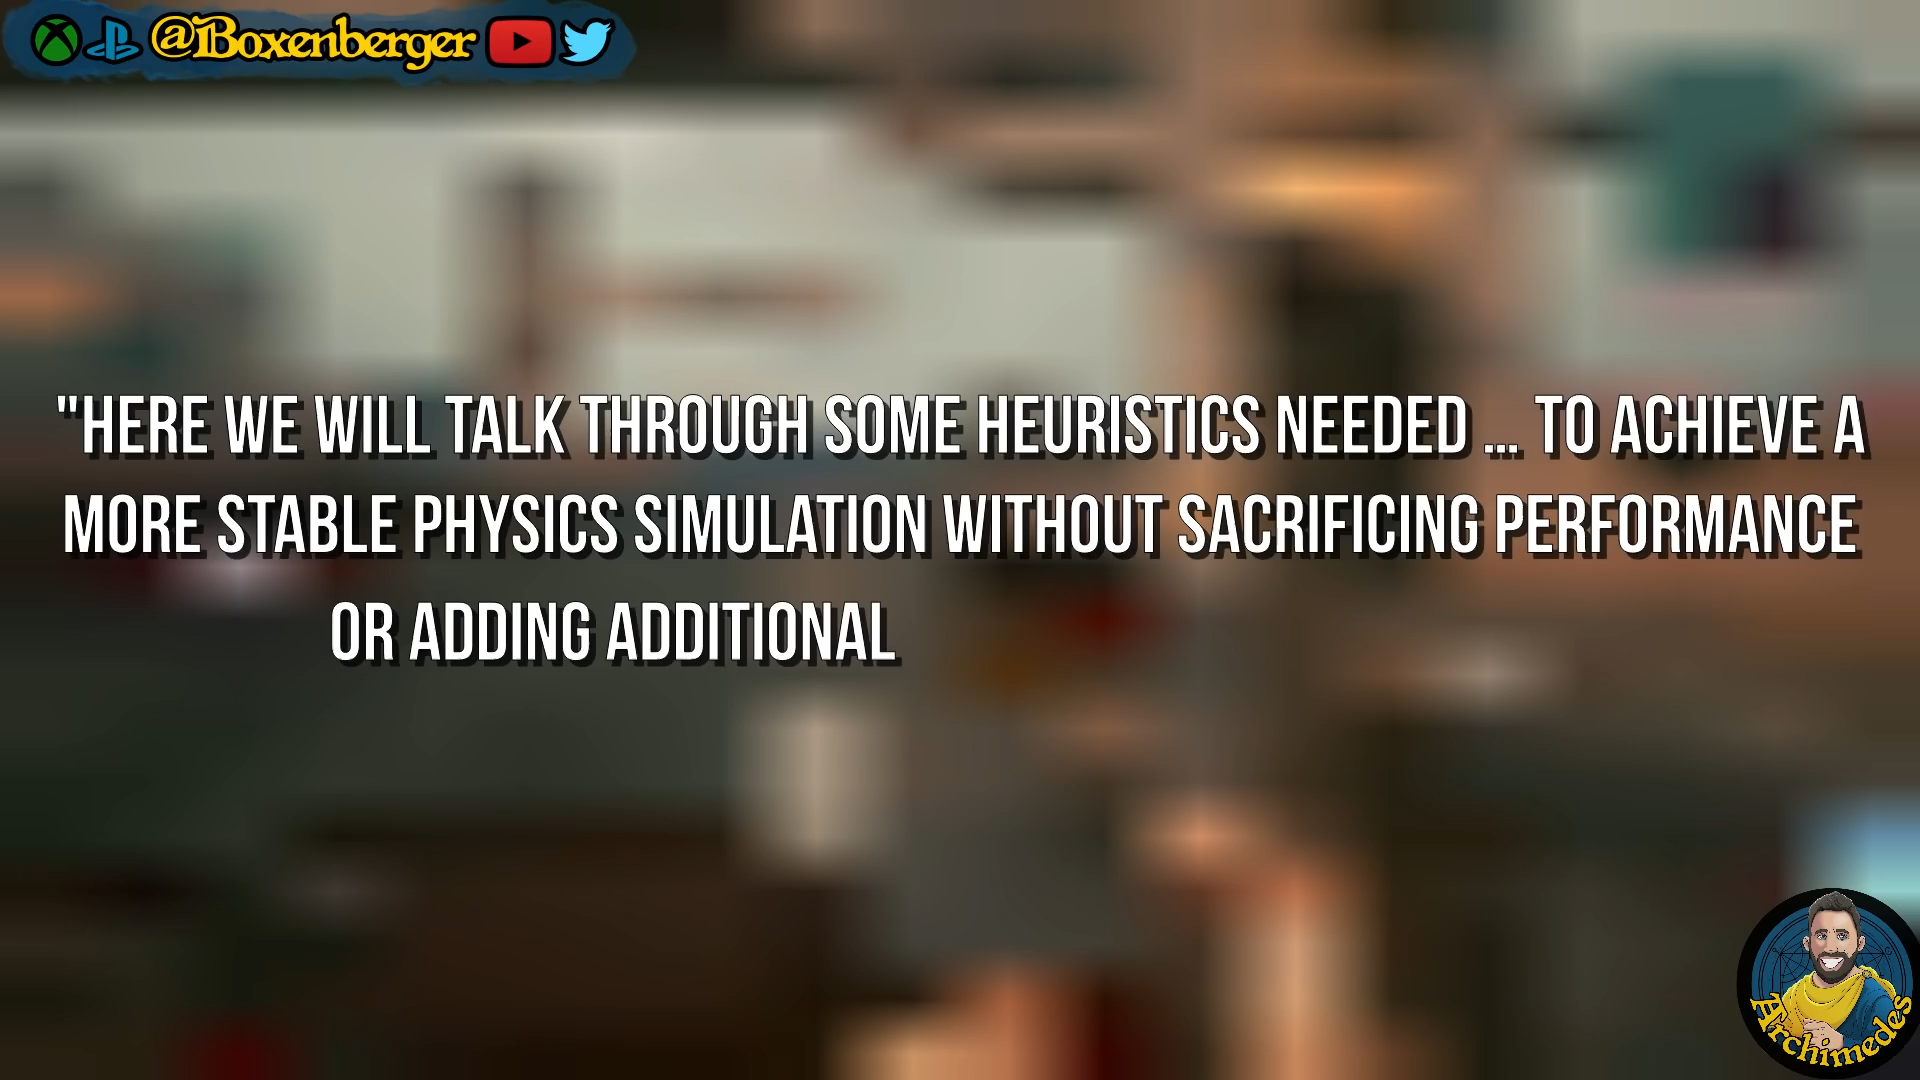 @Boxenberger
"HERE WE WILL TALK THROUGH SOME HEURISTICS NEEDED ... TO ACHIEVE A
MORE STABLE PHYSICS SIMULATION WITHOUT SACRIFICING PERFORMANCE
OR ADDING ADDITIONAL
Archimedes